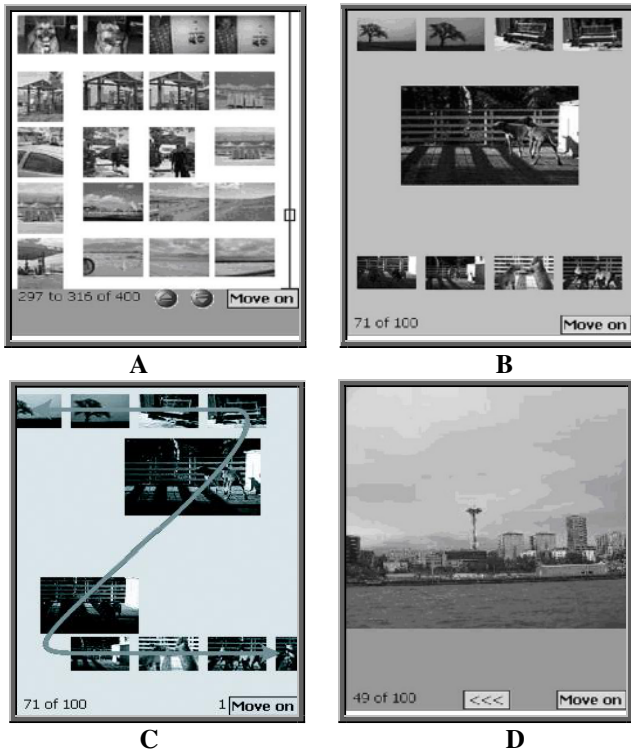 297 to 316 of 400 Move on
71 of 100 Move on
A B
71 of 100 1 Move on
49 of 100 <<< Move on
C D